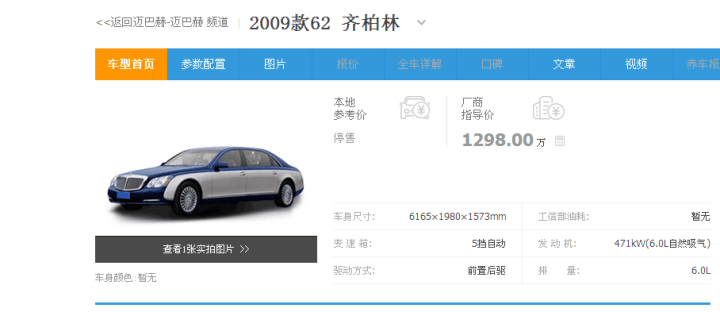 <<返回迈巴赫-迈巴赫 频道 2009款62 齐柏林
车型首页 参数配置 图片 报价 全车详解 口碑 文章 视频 养车报
本地 厂商
参考价 指导价
停售 1298.00 万
车身尺寸: 6165×1980×1573mm 工信部油耗: 暂无
变 速 箱: 5挡自动 发 动 机: 471kW(6.0L自然吸气)
驱动方式: 前置后驱 排 量: 6.0L
查看1张实拍图片 >>
车身颜色:暂无